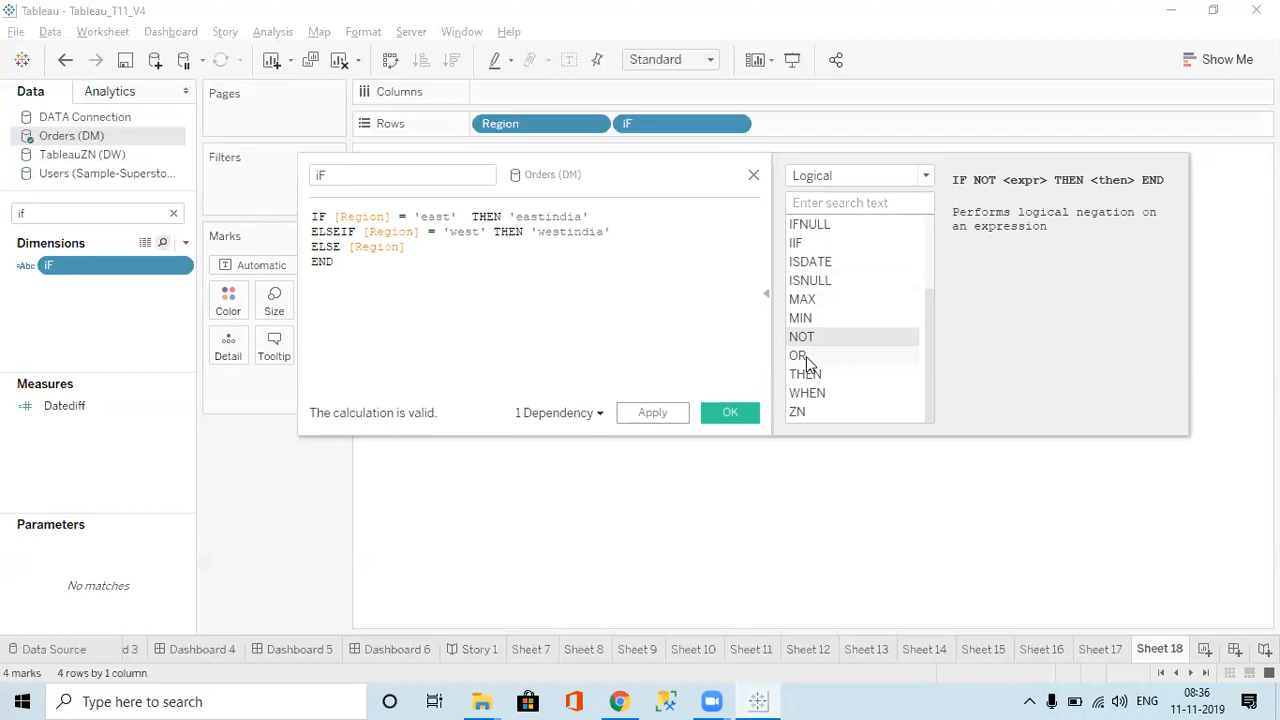 Tableau - Tableau_T11_V4
File Data Worksheet Dashboard Story Analysis Map Format Server Window Help
Standard
Show Me
Data Analytics
Pages
Columns
DATA Connection
Orders (DM)
Rows
Region
iF
TableauZN (DW)
Users (Sample-Supersto...
Filters
if
Dimensions
Abc iF
Marks
Automatic
Color
Size
Detail
Tooltip
iF
Orders (DM)
IF [Region] = 'east'  THEN 'eastindia'
ELSEIF [Region] = 'west' THEN 'westindia'
ELSE [Region]
END
The calculation is valid.
1 Dependency
Apply
OK
Logical
Enter search text
IFNULL
IIF
ISDATE
ISNULL
MAX
MIN
NOT
OR
THEN
WHEN
ZN
IF NOT <expr> THEN <then> END
Performs logical negation on
an expression
Measures
Datediff
Parameters
No matches
Data Source d 3 Dashboard 4 Dashboard 5 Dashboard 6 Story 1 Sheet 7 Sheet 8 Sheet 9 Sheet 10 Sheet 11 Sheet 12 Sheet 13 Sheet 14 Sheet 15 Sheet 16 Sheet 17 Sheet 18
4 marks 4 rows by 1 column
Type here to search
ENG
08:36
11-11-2019